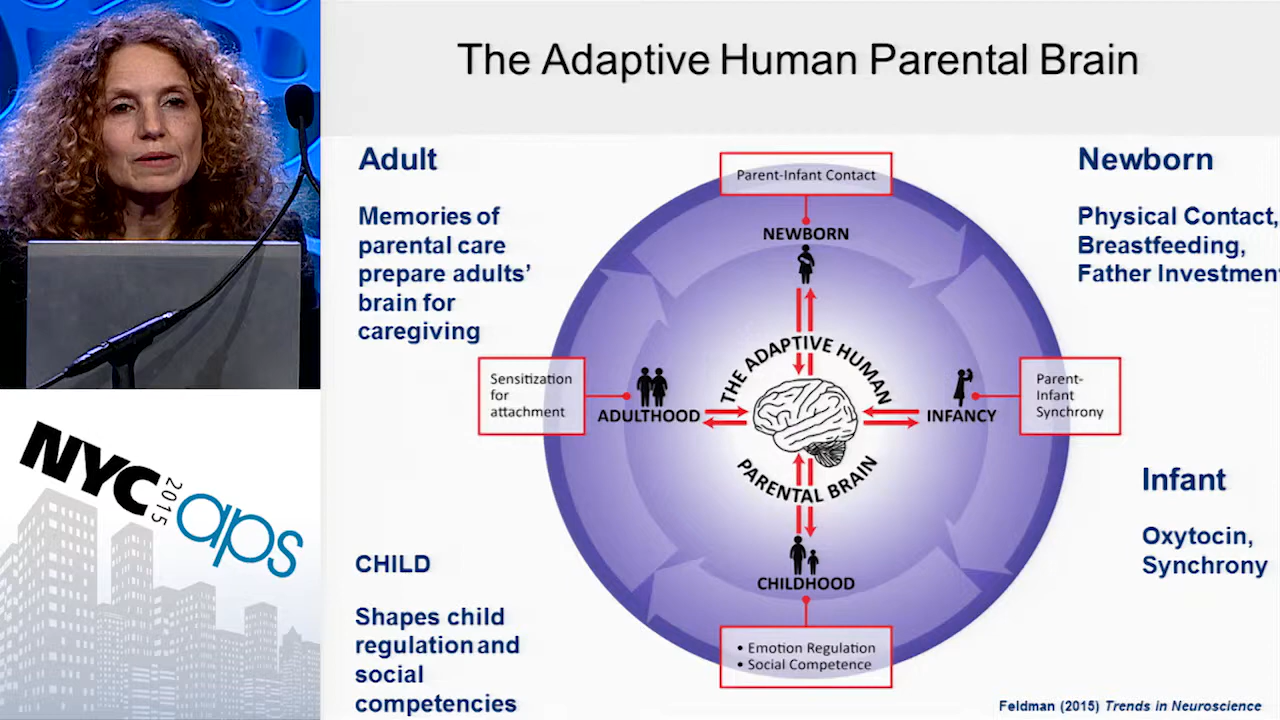 The Adaptive Human Parental Brain
Adult
Memories of
parental care
prepare adults’
brain for
caregiving
Parent-Infant Contact
NEWBORN
Newborn
Physical Contact,
Breastfeeding,
Father Investment
Sensitization
for
attachment
ADULTHOOD
THE ADAPTIVE HUMAN
PARENTAL BRAIN
INFANCY
Parent-
Infant
Synchrony
Infant
Oxytocin,
Synchrony
CHILD
Shapes child
regulation and
social
competencies
CHILDHOOD
• Emotion Regulation
• Social Competence
Feldman (2015) Trends in Neuroscience
NYC
2015
aps